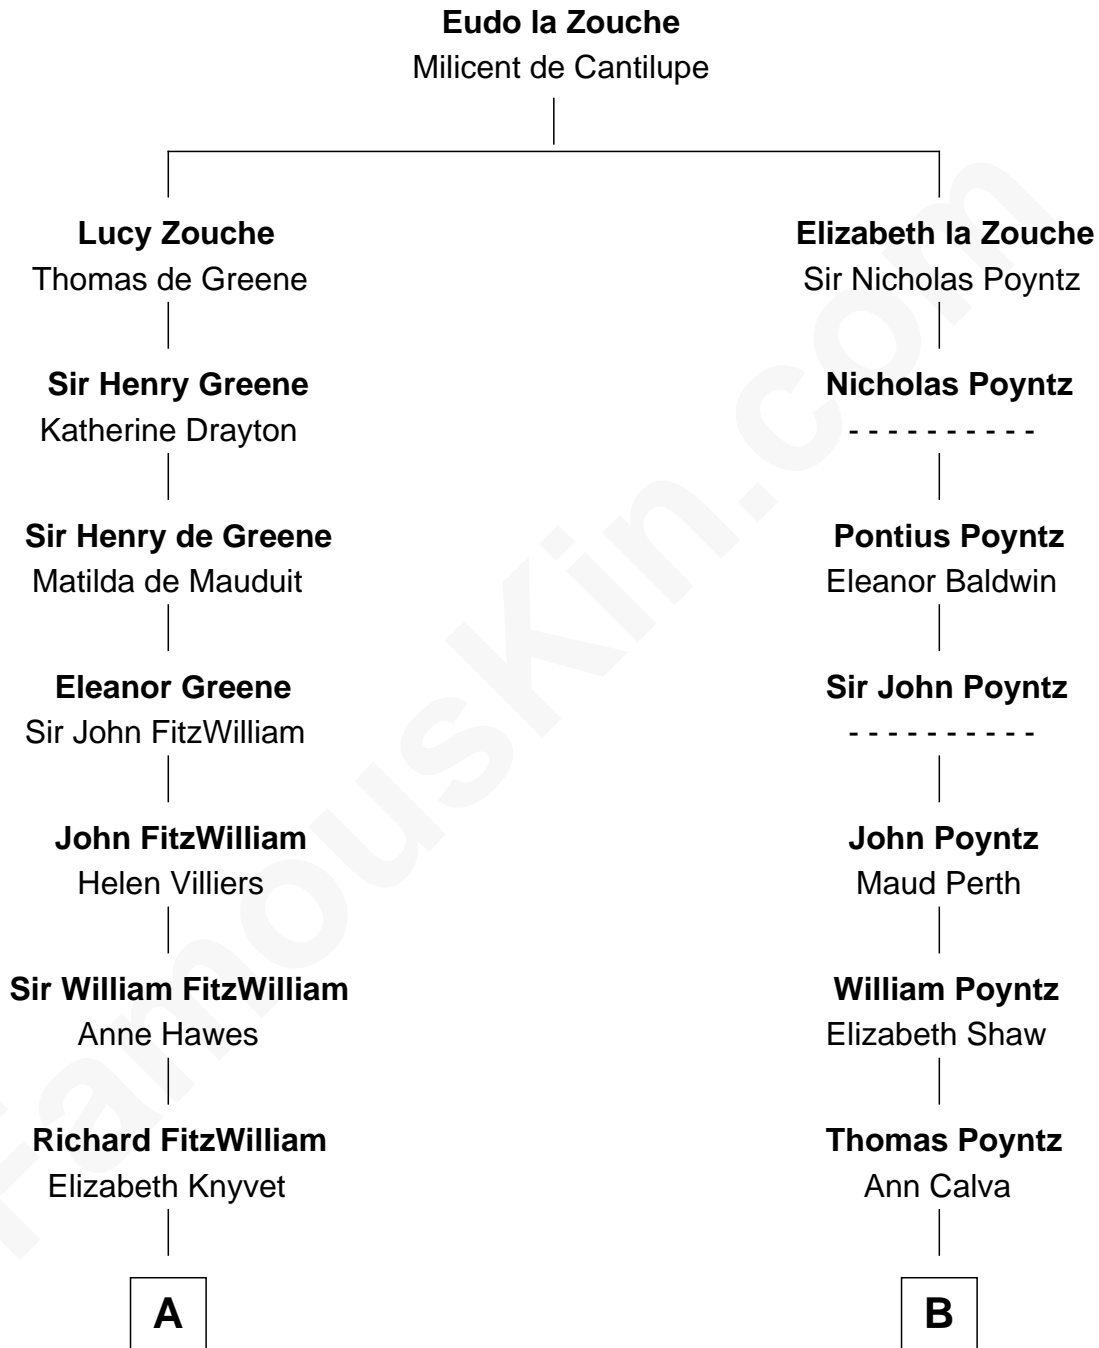 Eudo la Zouche
Milicent de Cantilupe
Lucy Zouche
Thomas de Greene
Elizabeth la Zouche
Sir Nicholas Poyntz
Sir Henry Greene
Katherine Drayton
Nicholas Poyntz
- - - - - - - - - -
Sir Henry de Greene
Matilda de Mauduit
Pontius Poyntz
Eleanor Baldwin
Eleanor Greene
Sir John FitzWilliam
Sir John Poyntz
- - - - - - - - - -
John FitzWilliam
Helen Villiers
John Poyntz
Maud Perth
Sir William FitzWilliam
Anne Hawes
William Poyntz
Elizabeth Shaw
Richard FitzWilliam
Elizabeth Knyvet
Thomas Poyntz
Ann Calva
A
B
FamousKin.com